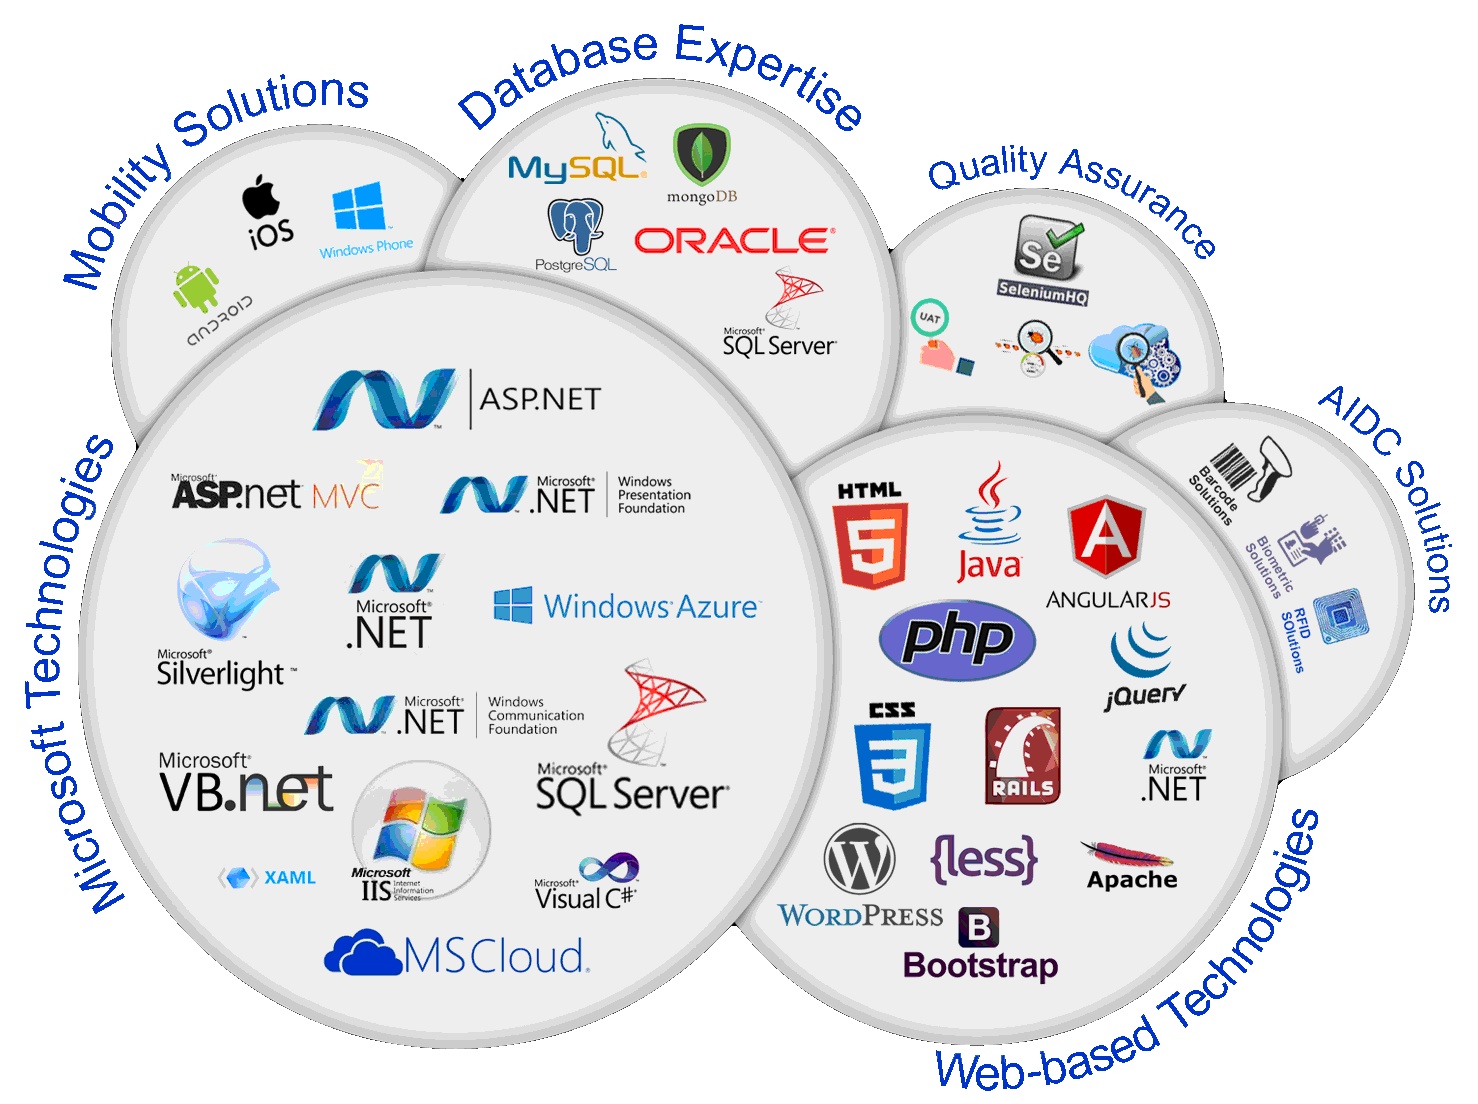 Mobility Solutions
iOS
Windows Phone
ANDROID
Database Expertise
MySQL®
mongoDB
PostgreSQL
ORACLE®
Microsoft®
SQL Server®
Quality Assurance
Se
SeleniumHQ
UAT
AIDC Solutions
Barcode
Solutions
Biometric
Solutions
RFID
SOlutions
Microsoft Technologies
ASP.NET
Microsoft®
ASP.net MVC
Microsoft®
.NET
Windows
Presentation
Foundation
Microsoft®
Silverlight™
Microsoft®
.NET
Windows Azure™
Microsoft®
.NET
Windows
Communication
Foundation
Microsoft®
VB.net
Microsoft®
SQL Server®
XAML
Microsoft
IIS
Internet
Information
Services
Microsoft®
Visual C#®
MSCloud®
Web-based Technologies
HTML
5
Java
A
ANGULARJS
php
jQuery
CSS
3
RAILS
Microsoft®
.NET
W
WORDPRESS
{less}
Apache
B
Bootstrap